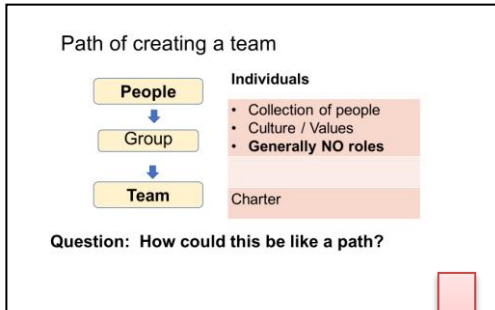 Path of creating a team
Individuals
People
• Collection of people
• Culture / Values
• Generally NO roles
Group
Team
Charter
Question: How could this be like a path?